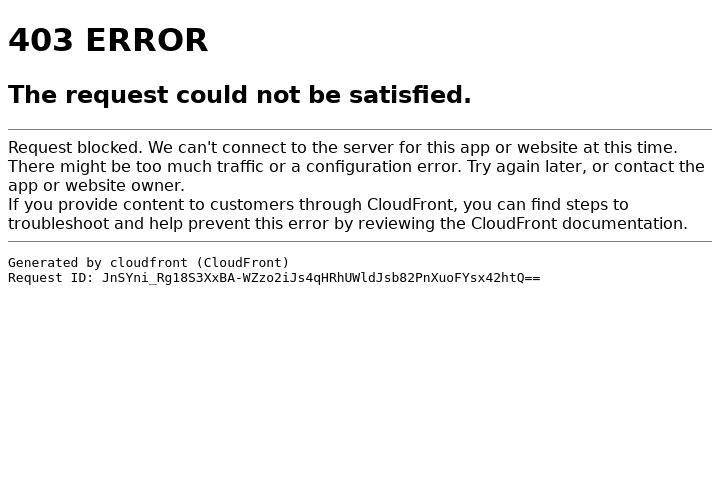 403 ERROR
The request could not be satisfied.
Request blocked. We can't connect to the server for this app or website at this time.
There might be too much traffic or a configuration error. Try again later, or contact the
app or website owner.
If you provide content to customers through CloudFront, you can find steps to
troubleshoot and help prevent this error by reviewing the CloudFront documentation.
Generated by cloudfront (CloudFront)
Request ID: JnSYni_Rg18S3XxBA-WZzo2iJs4qHRhUWldJsb82PnXuoFYsx42htQ==